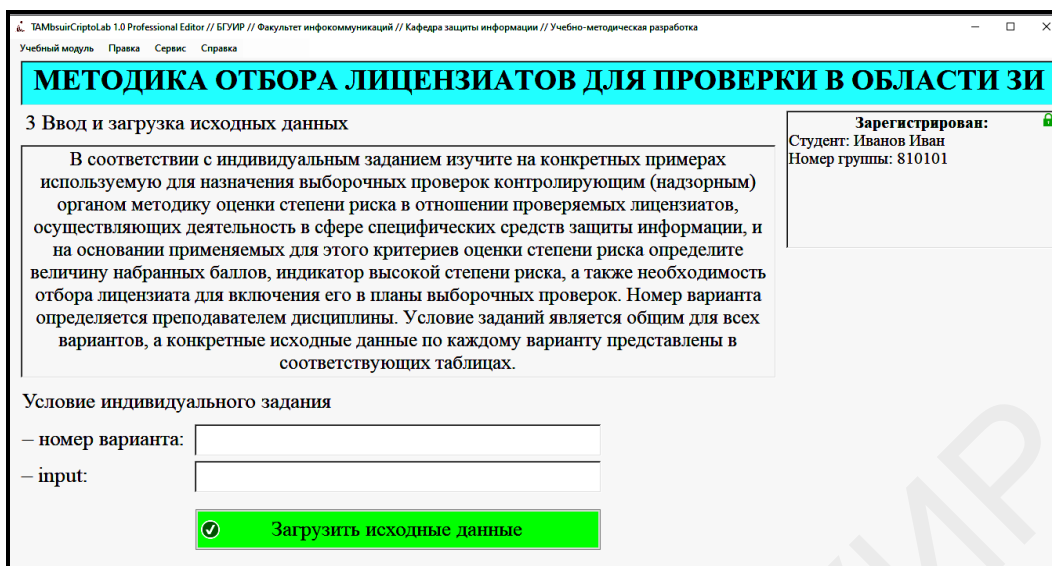 TAMbsuirCriptoLab 1.0 Professional Editor // БГУИР // Факультет инфокоммуникаций // Кафедра защиты информации // Учебно-методическая разработка
Учебный модуль Правка Сервис Справка
МЕТОДИКА ОТБОРА ЛИЦЕНЗИАТОВ ДЛЯ ПРОВЕРКИ В ОБЛАСТИ ЗИ
3 Ввод и загрузка исходных данных
В соответствии с индивидуальным заданием изучите на конкретных примерах
используемую для назначения выборочных проверок контролирующим (надзорным)
органом методику оценки степени риска в отношении проверяемых лицензиатов,
осуществляющих деятельность в сфере специфических средств защиты информации, и
на основании применяемых для этого критериев оценки степени риска определите
величину набранных баллов, индикатор высокой степени риска, а также необходимость
отбора лицензиата для включения его в планы выборочных проверок. Номер варианта
определяется преподавателем дисциплины. Условие заданий является общим для всех
вариантов, а конкретные исходные данные по каждому варианту представлены в
соответствующих таблицах.
Зарегистрирован:
Студент: Иванов Иван
Номер группы: 810101
Условие индивидуального задания
– номер варианта:
– input:
Загрузить исходные данные